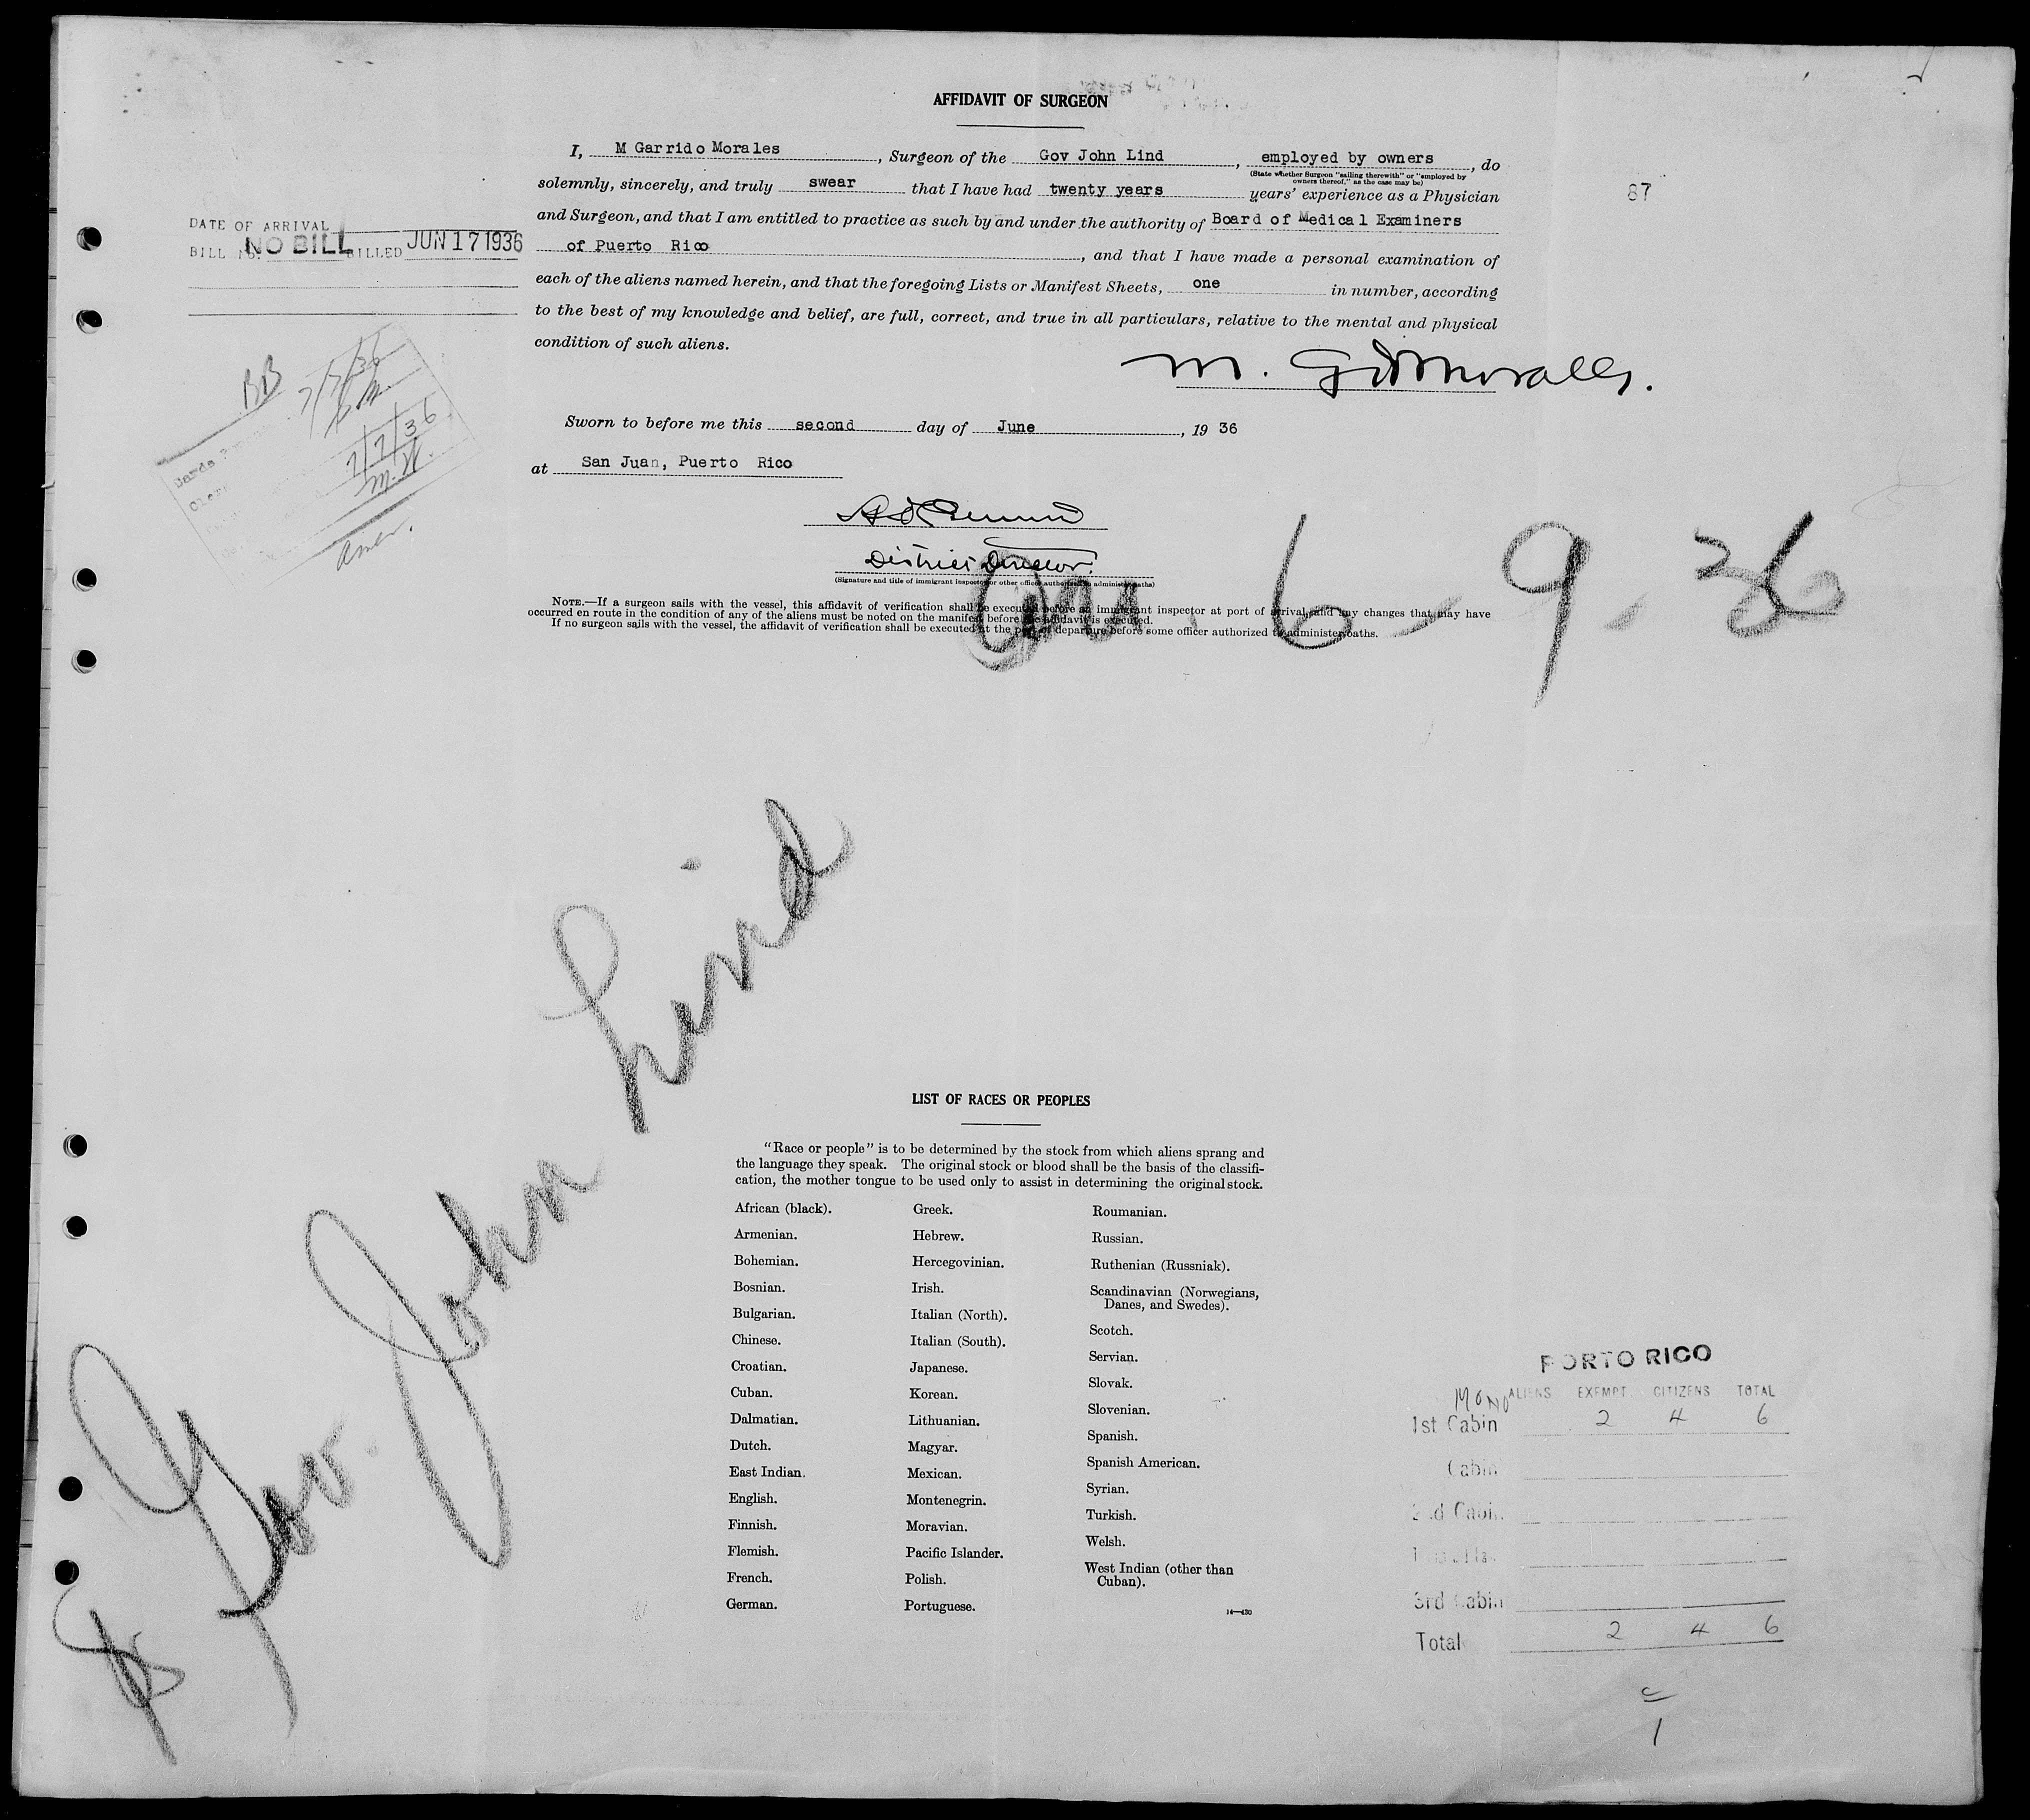 AFFIDAVIT OF SURGEON
I, M Garrido Morales, Surgeon of the Gov John Lind, employed by owners, do
(State whether Surgeon "sailing therewith" or "employed by
owners thereof," as the case may be)
solemnly, sincerely, and truly swear that I have had twenty years years' experience as a Physician
87
and Surgeon, and that I am entitled to practice as such by and under the authority of Board of Medical Examiners
of Puerto Rico, and that I have made a personal examination of
each of the aliens named herein, and that the foregoing Lists or Manifest Sheets, one in number, according
to the best of my knowledge and belief, are full, correct, and true in all particulars, relative to the mental and physical
condition of such aliens.
DATE OF ARRIVAL
BILL No. NO BILL BILLED JUN 17 1936
BB 7/7/36
7/7/36
M.W.
Amer.
M. Gdo Morales.
Sworn to before me this second day of June, 19 36
at San Juan, Puerto Rico
District Director.
(Signature and title of immigrant inspector or other officer authorized to administer oaths)
NOTE.—If a surgeon sails with the vessel, this affidavit of verification shall be executed before an immigrant inspector at port of arrival, and any changes that may have
occurred en route in the condition of any of the aliens must be noted on the manifest before the affidavit is executed.
If no surgeon sails with the vessel, the affidavit of verification shall be executed at the port of departure before some officer authorized to administer oaths.
6 - 9 - 36
Gov. John Lind
LIST OF RACES OR PEOPLES
"Race or people" is to be determined by the stock from which aliens sprang and
the language they speak. The original stock or blood shall be the basis of the classifi-
cation, the mother tongue to be used only to assist in determining the original stock.
African (black).
Armenian.
Bohemian.
Bosnian.
Bulgarian.
Chinese.
Croatian.
Cuban.
Dalmatian.
Dutch.
East Indian.
English.
Finnish.
Flemish.
French.
German.
Greek.
Hebrew.
Hercegovinian.
Irish.
Italian (North).
Italian (South).
Japanese.
Korean.
Lithuanian.
Magyar.
Mexican.
Montenegrin.
Moravian.
Pacific Islander.
Polish.
Portuguese.
Roumanian.
Russian.
Ruthenian (Russniak).
Scandinavian (Norwegians,
Danes, and Swedes).
Scotch.
Servian.
Slovak.
Slovenian.
Spanish.
Spanish American.
Syrian.
Turkish.
Welsh.
West Indian (other than
Cuban).
14—430
PORTO RICO
ALIENS EXEMPT CITIZENS TOTAL
1st Cabin 2 4 6
Cabin
2nd Cabin
3rd Cabin
Total 2 4 6
1